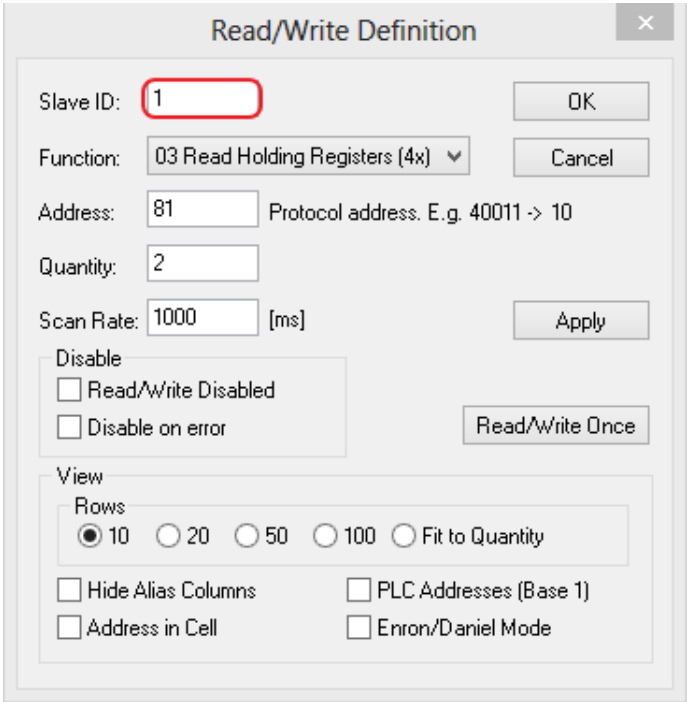 Read/Write Definition
Slave ID: 1 OK
Function: 03 Read Holding Registers (4x) Cancel
Address: 81 Protocol address. E.g. 40011 -> 10
Quantity: 2
Scan Rate: 1000 [ms] Apply
Disable
Read/Write Disabled
Disable on error Read/Write Once
View
Rows
10 20 50 100 Fit to Quantity
Hide Alias Columns PLC Addresses (Base 1)
Address in Cell Enron/Daniel Mode